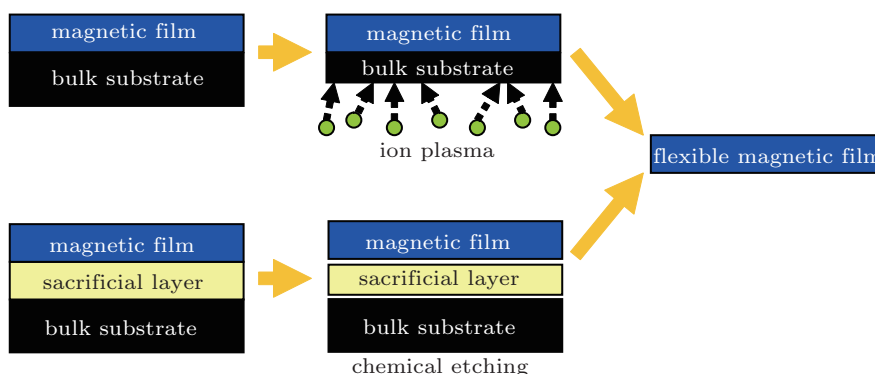 magnetic film
bulk substrate
magnetic film
bulk substrate
ion plasma
flexible magnetic film
magnetic film
sacrificial layer
bulk substrate
magnetic film
sacrificial layer
bulk substrate
chemical etching